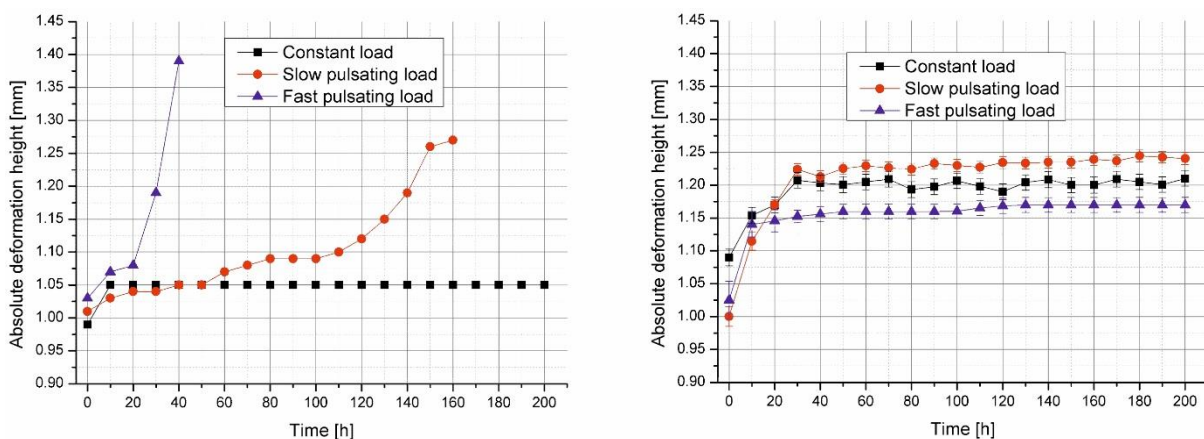 1.45
1.40
1.35
1.30
1.25
1.20
1.15
1.10
1.05
1.00
0.95
0.90
Absolute deformation height [mm]
Constant load
Slow pulsating load
Fast pulsating load
0 20 40 60 80 100 120 140 160 180 200
Time [h]
1.45
1.40
1.35
1.30
1.25
1.20
1.15
1.10
1.05
1.00
0.95
0.90
Absolute deformation height [mm]
Constant load
Slow pulsating load
Fast pulsating load
0 20 40 60 80 100 120 140 160 180 200
Time [h]